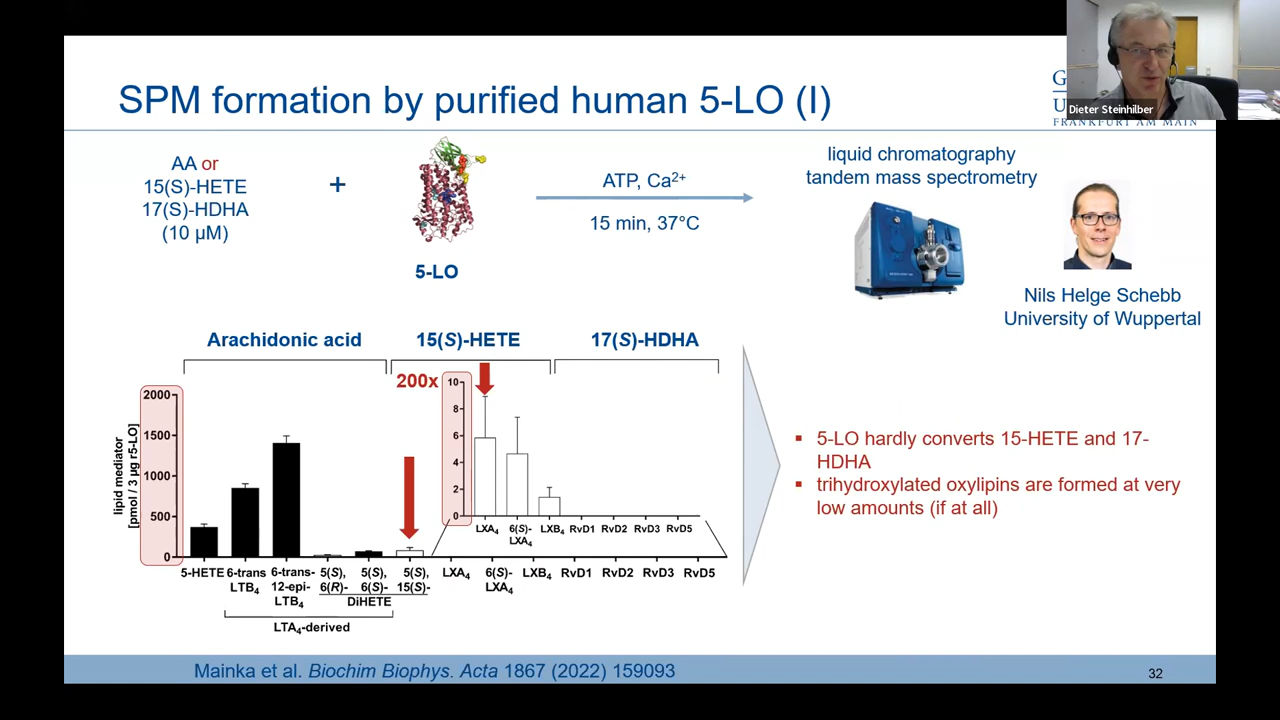 SPM formation by purified human 5-LO (I)
G
U
FRANKFURT AM MAIN
Dieter Steinhilber
AA or
15(S)-HETE
17(S)-HDHA
(10 µM)
+
5-LO
ATP, Ca²⁺
15 min, 37°C
liquid chromatography
tandem mass spectrometry
Nils Helge Schebb
University of Wuppertal
Arachidonic acid
15(S)-HETE
17(S)-HDHA
200x
lipid mediator
[pmol / 3 µg r5-LO]
2000
1500
1000
500
0
10
8
6
4
2
0
LXA₄
6(S)-
LXA₄
LXB₄
RvD1
RvD2
RvD3
RvD5
5-HETE
6-trans
LTB₄
6-trans-
12-epi-
LTB₄
5(S),
6(R)-
5(S),
6(S)-
5(S),
15(S)-
DiHETE
LTA₄-derived
LXA₄
6(S)-
LXA₄
LXB₄
RvD1
RvD2
RvD3
RvD5
▪ 5-LO hardly converts 15-HETE and 17-
HDHA
▪ trihydroxylated oxylipins are formed at very
low amounts (if at all)
Mainka et al. Biochim Biophys. Acta 1867 (2022) 159093
32